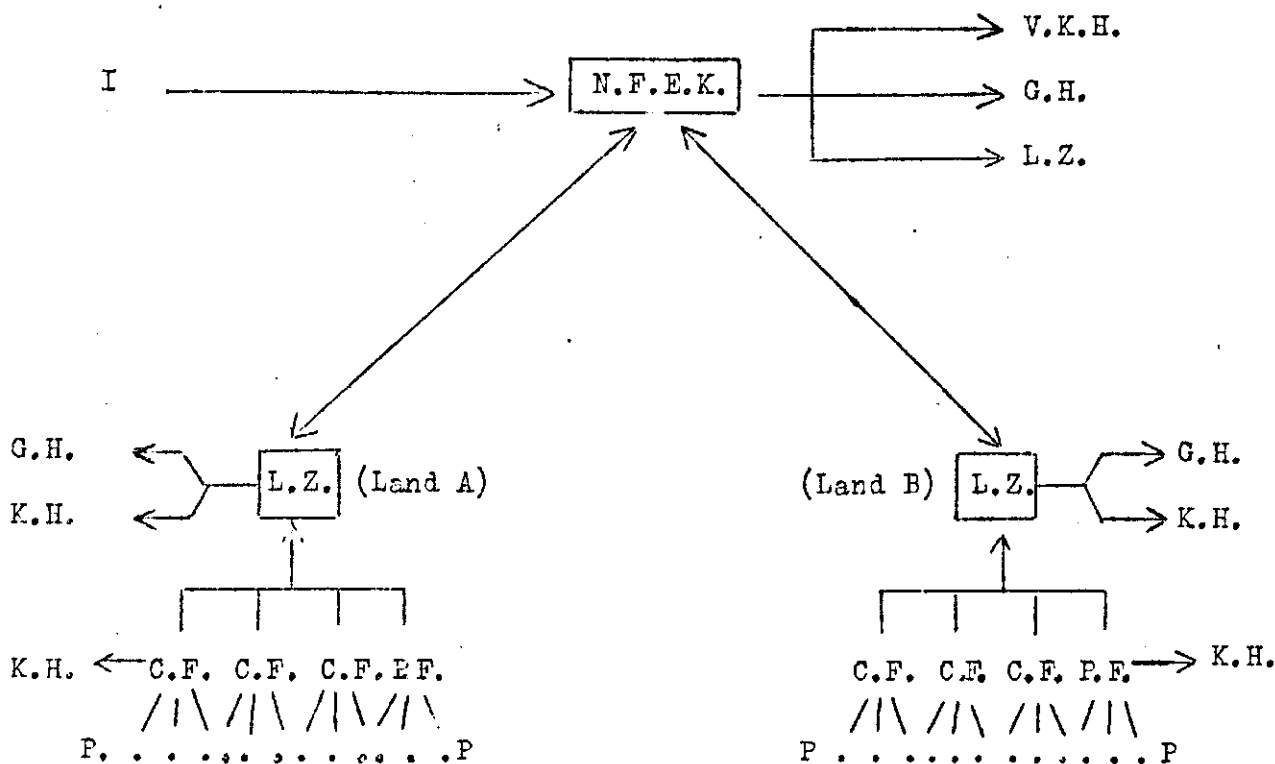 V.K.H.
I N.F.E.K. G.H.
L.Z.
G.H. G.H.
L.Z. (Land A) (Land B) L.Z.
K.H. K.H.
K.H. C.F. C.F. C.F. P.F. C.F. C.F. C.F. P.F. K.H.
P. . . . . . . . . . . . P P . . . . . . . . . . . P